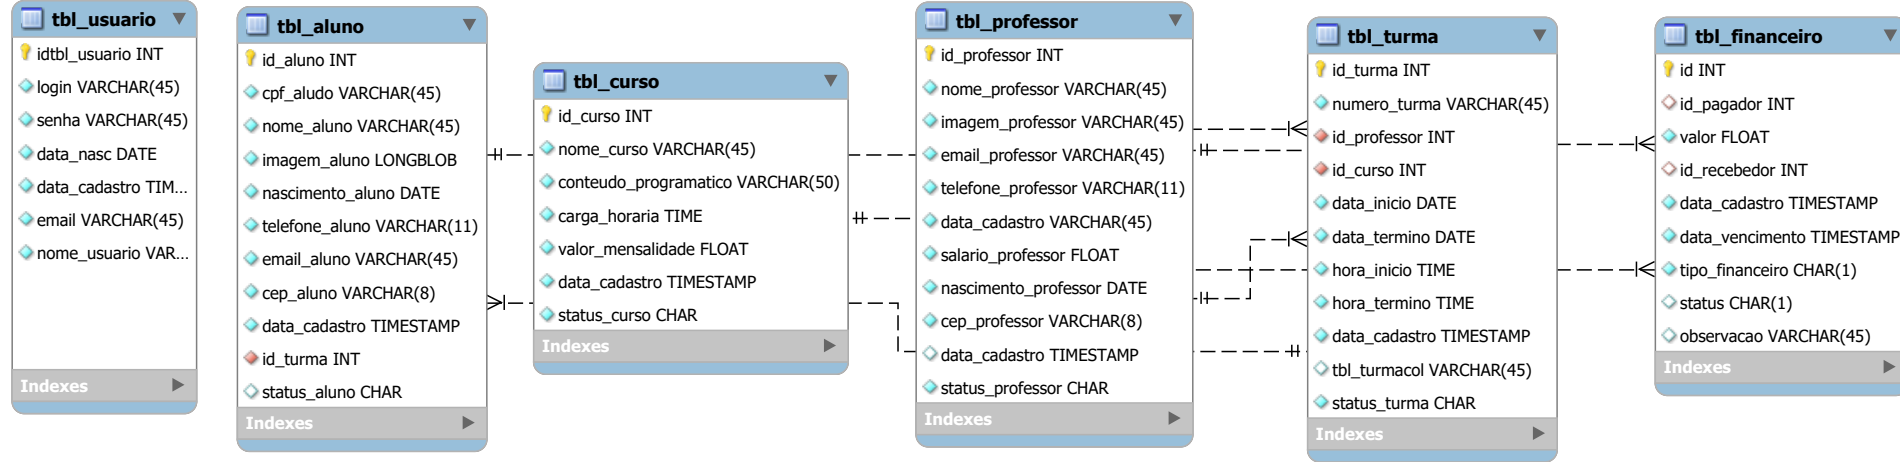 tbl_usuario
idtbl_usuario INT
login VARCHAR(45)
senha VARCHAR(45)
data_nasc DATE
data_cadastro TIM...
email VARCHAR(45)
nome_usuario VAR...
Indexes
tbl_aluno
id_aluno INT
cpf_aludo VARCHAR(45)
nome_aluno VARCHAR(45)
imagem_aluno LONGBLOB
nascimento_aluno DATE
telefone_aluno VARCHAR(11)
email_aluno VARCHAR(45)
cep_aluno VARCHAR(8)
data_cadastro TIMESTAMP
id_turma INT
status_aluno CHAR
Indexes
tbl_curso
id_curso INT
nome_curso VARCHAR(45)
conteudo_programatico VARCHAR(50)
carga_horaria TIME
valor_mensalidade FLOAT
data_cadastro TIMESTAMP
status_curso CHAR
Indexes
tbl_professor
id_professor INT
nome_professor VARCHAR(45)
imagem_professor VARCHAR(45)
email_professor VARCHAR(45)
telefone_professor VARCHAR(11)
data_cadastro VARCHAR(45)
salario_professor FLOAT
nascimento_professor DATE
cep_professor VARCHAR(8)
data_cadastro TIMESTAMP
status_professor CHAR
Indexes
tbl_turma
id_turma INT
numero_turma VARCHAR(45)
id_professor INT
id_curso INT
data_inicio DATE
data_termino DATE
hora_inicio TIME
hora_termino TIME
data_cadastro TIMESTAMP
tbl_turmacol VARCHAR(45)
status_turma CHAR
Indexes
tbl_financeiro
id INT
id_pagador INT
valor FLOAT
id_recebedor INT
data_cadastro TIMESTAMP
data_vencimento TIMESTAMP
tipo_financeiro CHAR(1)
status CHAR(1)
observacao VARCHAR(45)
Indexes